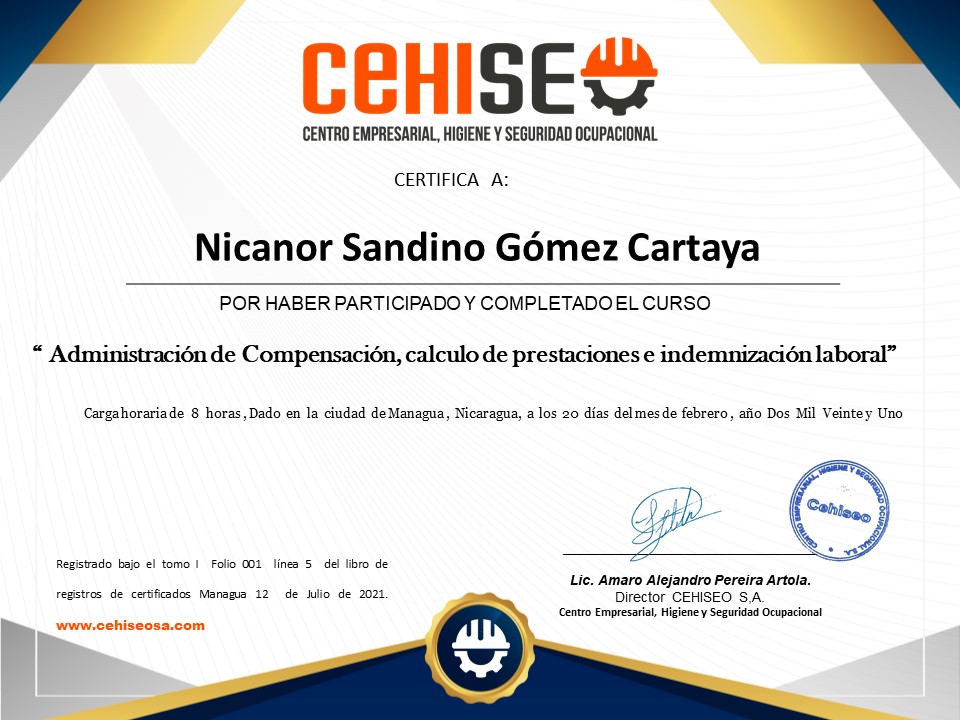 CEHISEO
CENTRO EMPRESARIAL, HIGIENE Y SEGURIDAD OCUPACIONAL
CERTIFICA A:
Nicanor Sandino Gómez Cartaya
POR HABER PARTICIPADO Y COMPLETADO EL CURSO
“ Administración de Compensación, calculo de prestaciones e indemnización laboral”
Carga horaria de 8 horas , Dado en la ciudad de Managua , Nicaragua, a los 20 días del mes de febrero , año Dos Mil Veinte y Uno
CENTRO EMPRESARIAL, HIGIENE Y SEGURIDAD OCUPACIONAL S.A.
Cehiseo
Registrado bajo el tomo I Folio 001 línea 5 del libro de
registros de certificados Managua 12 de Julio de 2021.
www.cehiseosa.com
Lic. Amaro Alejandro Pereira Artola.
Director CEHISEO S,A.
Centro Empresarial, Higiene y Seguridad Ocupacional